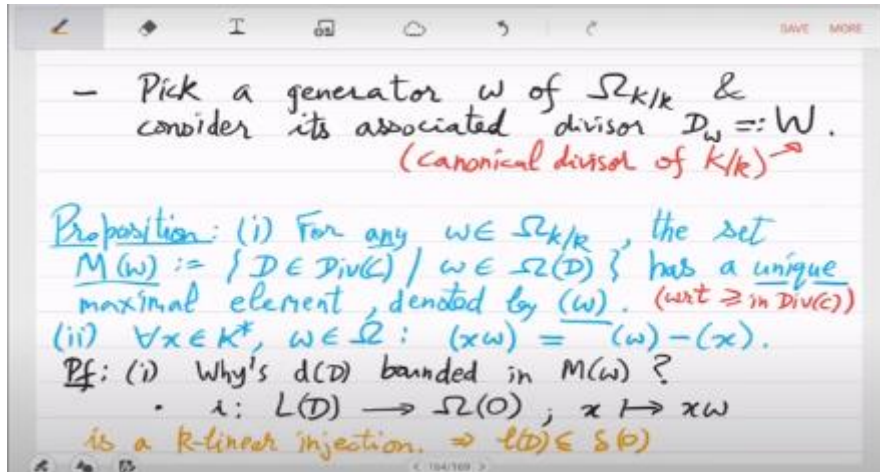 SAVE MORE
– Pick a generator ω of Ω_{K/k} &
consider its associated divisor D_ω =: W.
(canonical divisor of K/k)
Proposition: (i) For any ω ∈ Ω_{K/k}, the set
M(ω) := { D ∈ Div(C) / ω ∈ Ω(D) } has a unique
maximal element, denoted by (ω). (wrt ≥ in Div(C))
(ii) ∀x ∈ K*, ω ∈ Ω : (xω) = (ω) – (x).
Pf: (i) Why's d(D) bounded in M(ω) ?
• i: L(D) → Ω(0) ; x ↦ xω
is a k-linear injection. ⇒ l(D) ≤ δ(0)
< 164/169 >